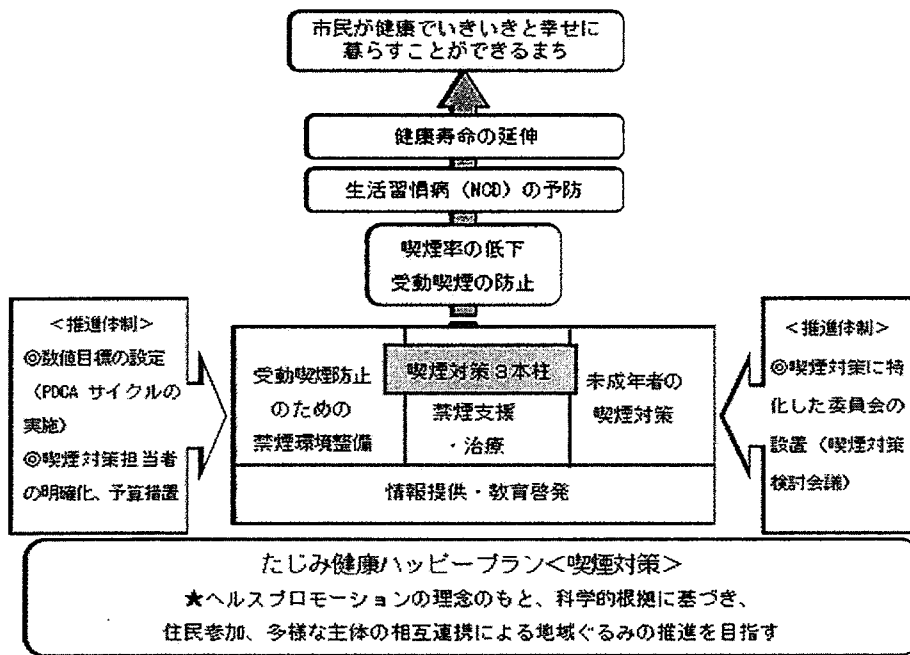 市民が健康でいきいきと幸せに
暮らすことができるまち
健康寿命の延伸
生活習慣病（NCD）の予防
喫煙率の低下
受動喫煙の防止
＜推進体制＞
◎数値目標の設定
（PDCA サイクルの
実施）
◎喫煙対策担当者
の明確化、予算措置
喫煙対策３本柱
受動喫煙防止
のための
禁煙環境整備
禁煙支援
・治療
未成年者の
喫煙対策
情報提供・教育啓発
＜推進体制＞
◎喫煙対策に特
化した委員会の
設置（喫煙対策
検討会議）
たじみ健康ハッピープラン＜喫煙対策＞
★ヘルスプロモーションの理念のもと、科学的根拠に基づき、
住民参加、多様な主体の相互連携による地域ぐるみの推進を目指す